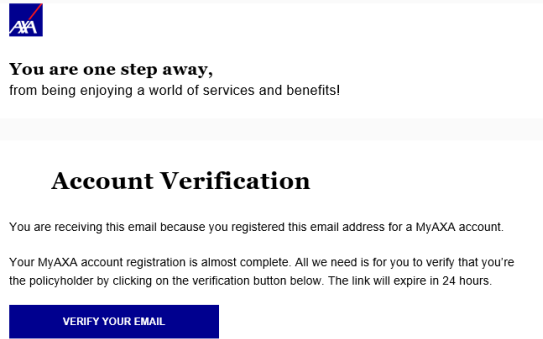 AXA
You are one step away,
from being enjoying a world of services and benefits!
Account Verification
You are receiving this email because you registered this email address for a MyAXA account.
Your MyAXA account registration is almost complete. All we need is for you to verify that you're
the policyholder by clicking on the verification button below. The link will expire in 24 hours.
VERIFY YOUR EMAIL